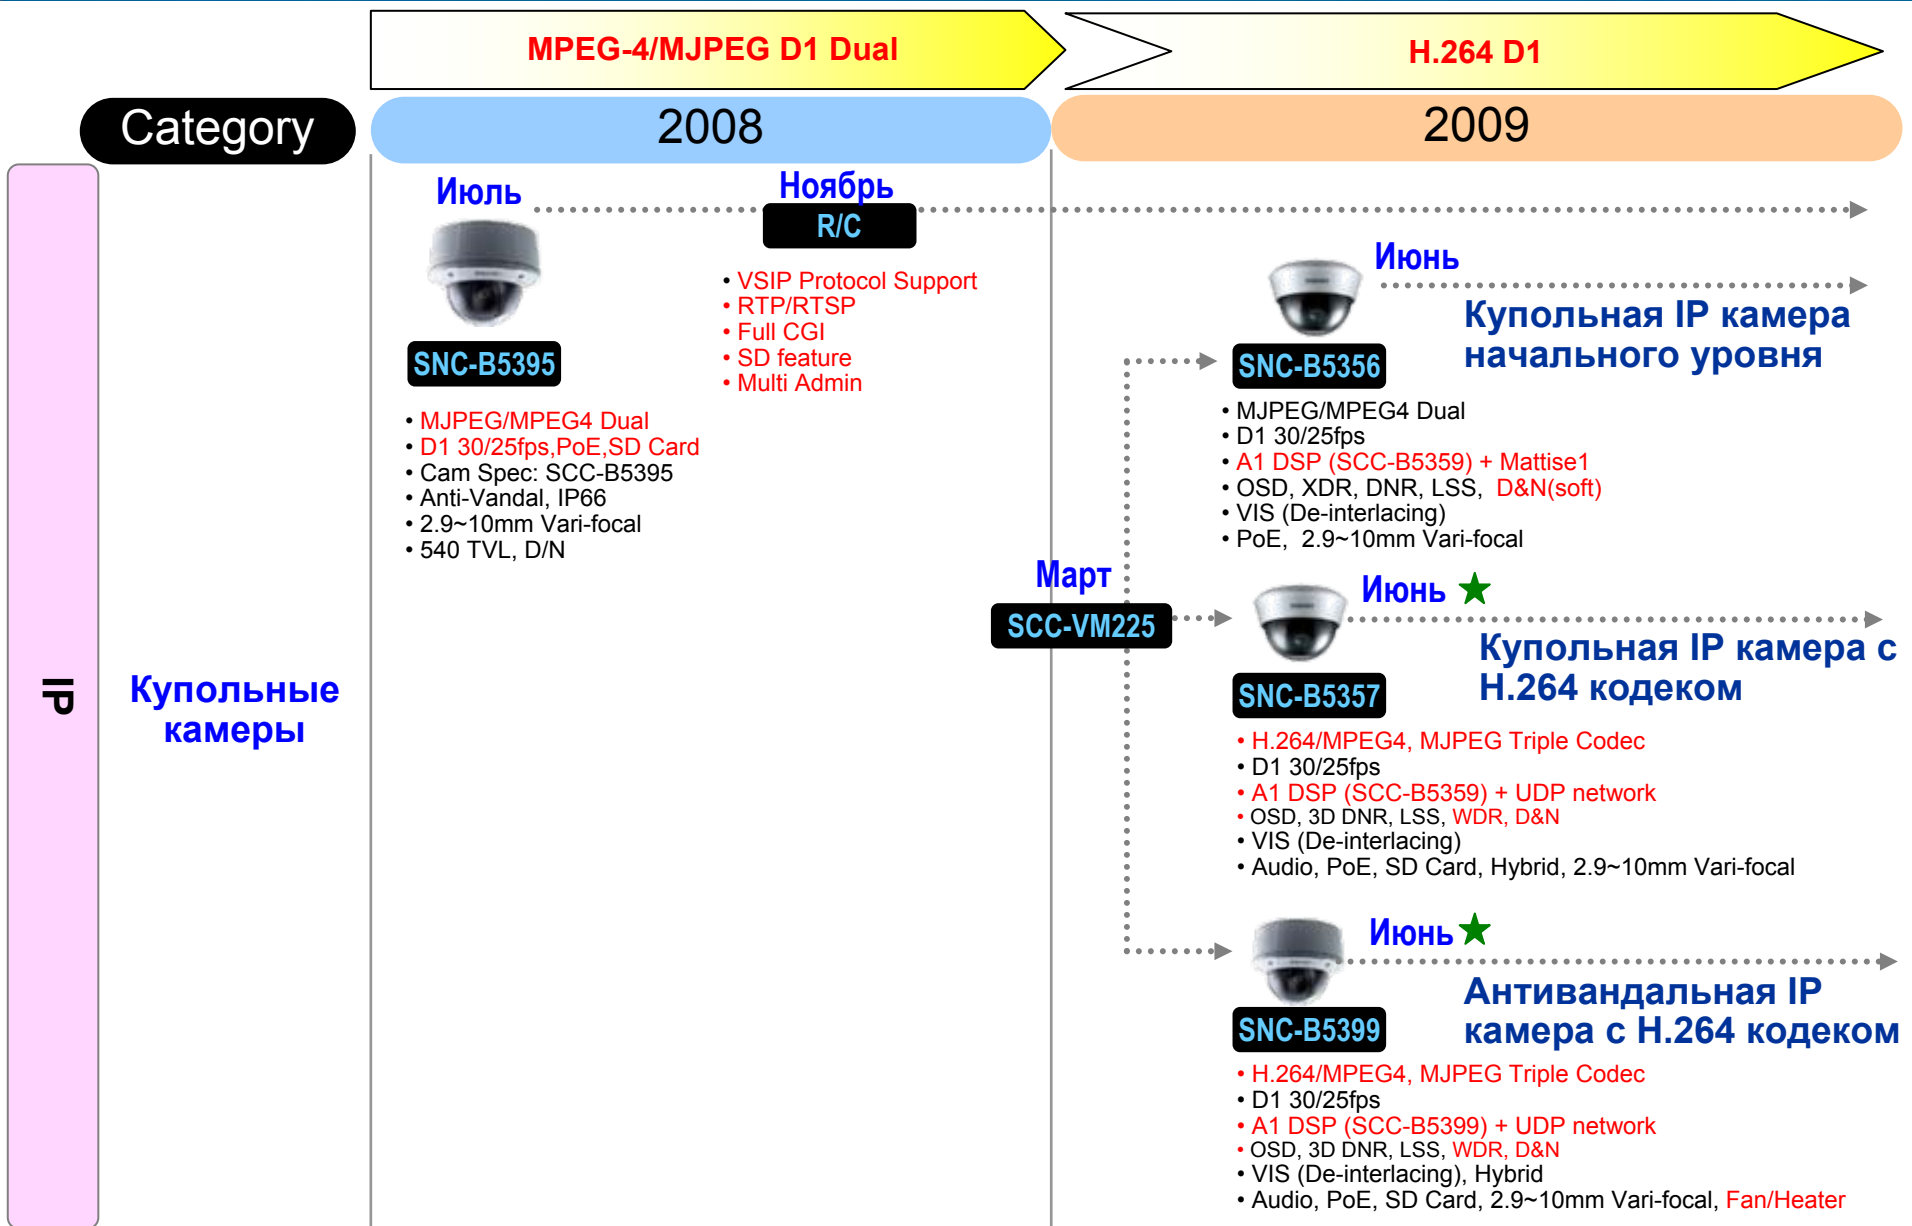 MPEG-4/MJPEG D1 Dual
H.264 D1
Category
2008
2009
IP
Купольные
камеры
Июль
SNC-B5395
• MJPEG/MPEG4 Dual
• D1 30/25fps,PoE,SD Card
• Cam Spec: SCC-B5395
• Anti-Vandal, IP66
• 2.9~10mm Vari-focal
• 540 TVL, D/N
Ноябрь
R/C
• VSIP Protocol Support
• RTP/RTSP
• Full CGI
• SD feature
• Multi Admin
Март
SCC-VM225
Июнь
Купольная IP камера
начального уровня
SNC-B5356
• MJPEG/MPEG4 Dual
• D1 30/25fps
• A1 DSP (SCC-B5359) + Mattise1
• OSD, XDR, DNR, LSS, D&N(soft)
• VIS (De-interlacing)
• PoE, 2.9~10mm Vari-focal
Июнь
Купольная IP камера с
H.264 кодеком
SNC-B5357
• H.264/MPEG4, MJPEG Triple Codec
• D1 30/25fps
• A1 DSP (SCC-B5359) + UDP network
• OSD, 3D DNR, LSS, WDR, D&N
• VIS (De-interlacing)
• Audio, PoE, SD Card, Hybrid, 2.9~10mm Vari-focal
Июнь
Антивандальная IP
камера с H.264 кодеком
SNC-B5399
• H.264/MPEG4, MJPEG Triple Codec
• D1 30/25fps
• A1 DSP (SCC-B5399) + UDP network
• OSD, 3D DNR, LSS, WDR, D&N
• VIS (De-interlacing), Hybrid
• Audio, PoE, SD Card, 2.9~10mm Vari-focal, Fan/Heater